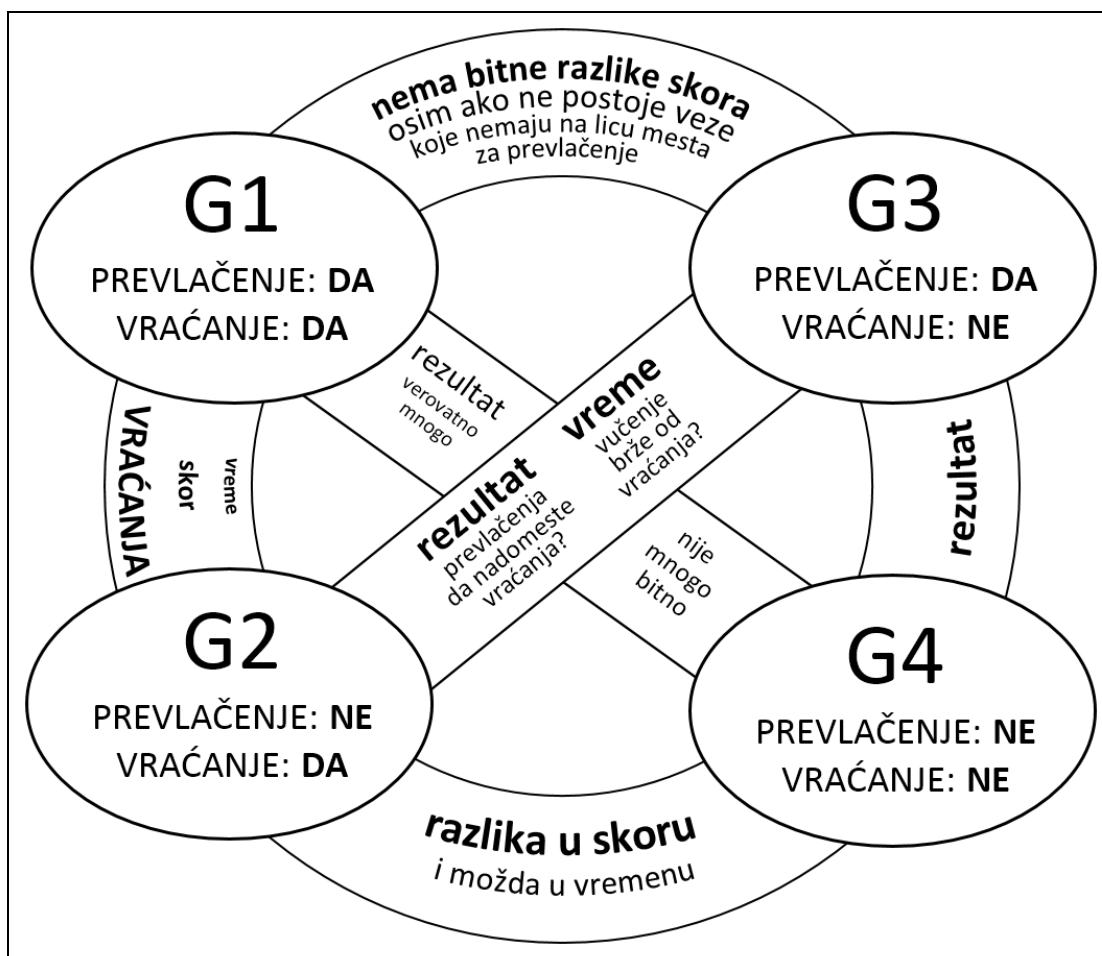 nema bitne razlike skora
osim ako ne postoje veze
koje nemaju na licu mesta
za prevlačenje
G1
PREVLAČENJE: DA
VRAĆANJE: DA
G3
PREVLAČENJE: DA
VRAĆANJE: NE
rezultat
verovatno
mnogo
vreme
vučenje
brže od
vraćanja?
VRAĆANJA
skor
vreme
rezultat
prevlačenja
da nadomeste
vraćanja?
rezultat
nije
mnogo
bitno
G2
PREVLAČENJE: NE
VRAĆANJE: DA
G4
PREVLAČENJE: NE
VRAĆANJE: NE
razlika u skoru
i možda u vremenu